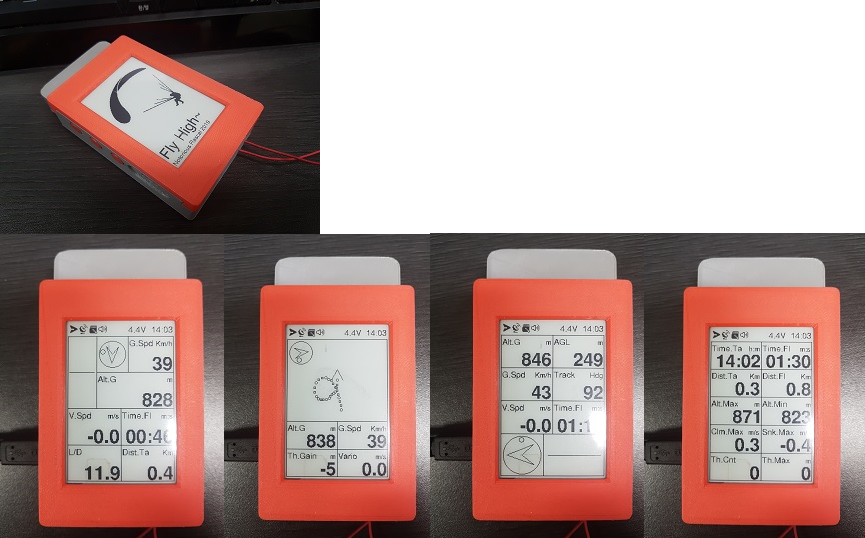 Fly High~
4.4V 14:03
G.Spd Km/h
39
Alt.G m
828
V.Spd m/s Time.Fl m:s
-0.0 00:46
L/D Dist.Ta Km
11.9 0.4
4.4V 14:03
Alt.G m G.Spd Km/h
838 39
Th.Gain m Vario m/s
-5 0.0
4.4V 14:03
Alt.G m AGL m
846 249
G.Spd Km/h Track Hdg
43 92
V.Spd m/s Time.Fl m:s
-0.0 01:1
4.4V 14:03
Time.Ta h:m Time.Fl m:s
14:02 01:30
Dist.Ta Km Dist.Fl Km
0.3 0.8
Alt.Max m Alt.Min m
871 823
Clm.Max m/s Snk.Max m/s
0.3 -0.4
Th.Cnt Th.Max m
0 0